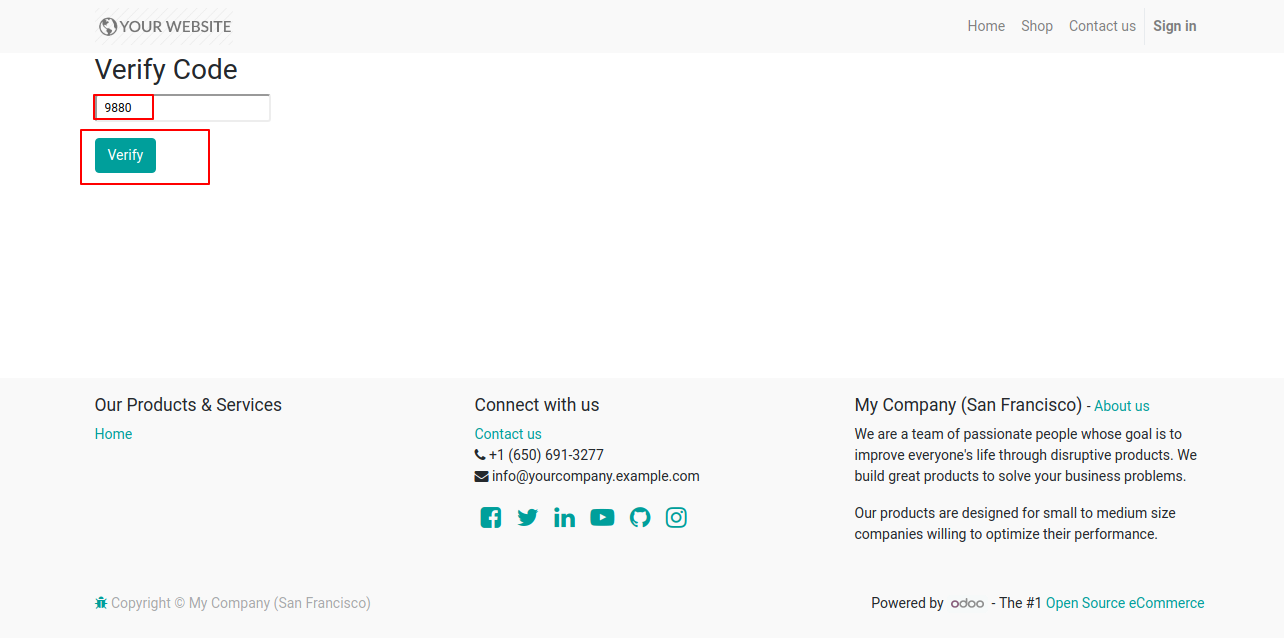 YOUR WEBSITE
Home Shop Contact us Sign in
Verify Code
9880
Verify
Our Products & Services
Home
Connect with us
Contact us
+1 (650) 691-3277
info@yourcompany.example.com
My Company (San Francisco) - About us
We are a team of passionate people whose goal is to
improve everyone's life through disruptive products. We
build great products to solve your business problems.
Our products are designed for small to medium size
companies willing to optimize their performance.
Copyright © My Company (San Francisco)
Powered by odoo - The #1 Open Source eCommerce